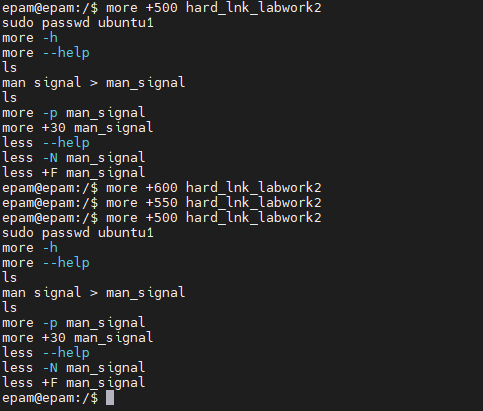 epam@epam:/$ more +500 hard_lnk_labwork2
sudo passwd ubuntu1
more -h
more --help
ls
man signal > man_signal
ls
more -p man_signal
more +30 man_signal
less --help
less -N man_signal
less +F man_signal
epam@epam:/$ more +600 hard_lnk_labwork2
epam@epam:/$ more +550 hard_lnk_labwork2
epam@epam:/$ more +500 hard_lnk_labwork2
sudo passwd ubuntu1
more -h
more --help
ls
man signal > man_signal
ls
more -p man_signal
more +30 man_signal
less --help
less -N man_signal
less +F man_signal
epam@epam:/$